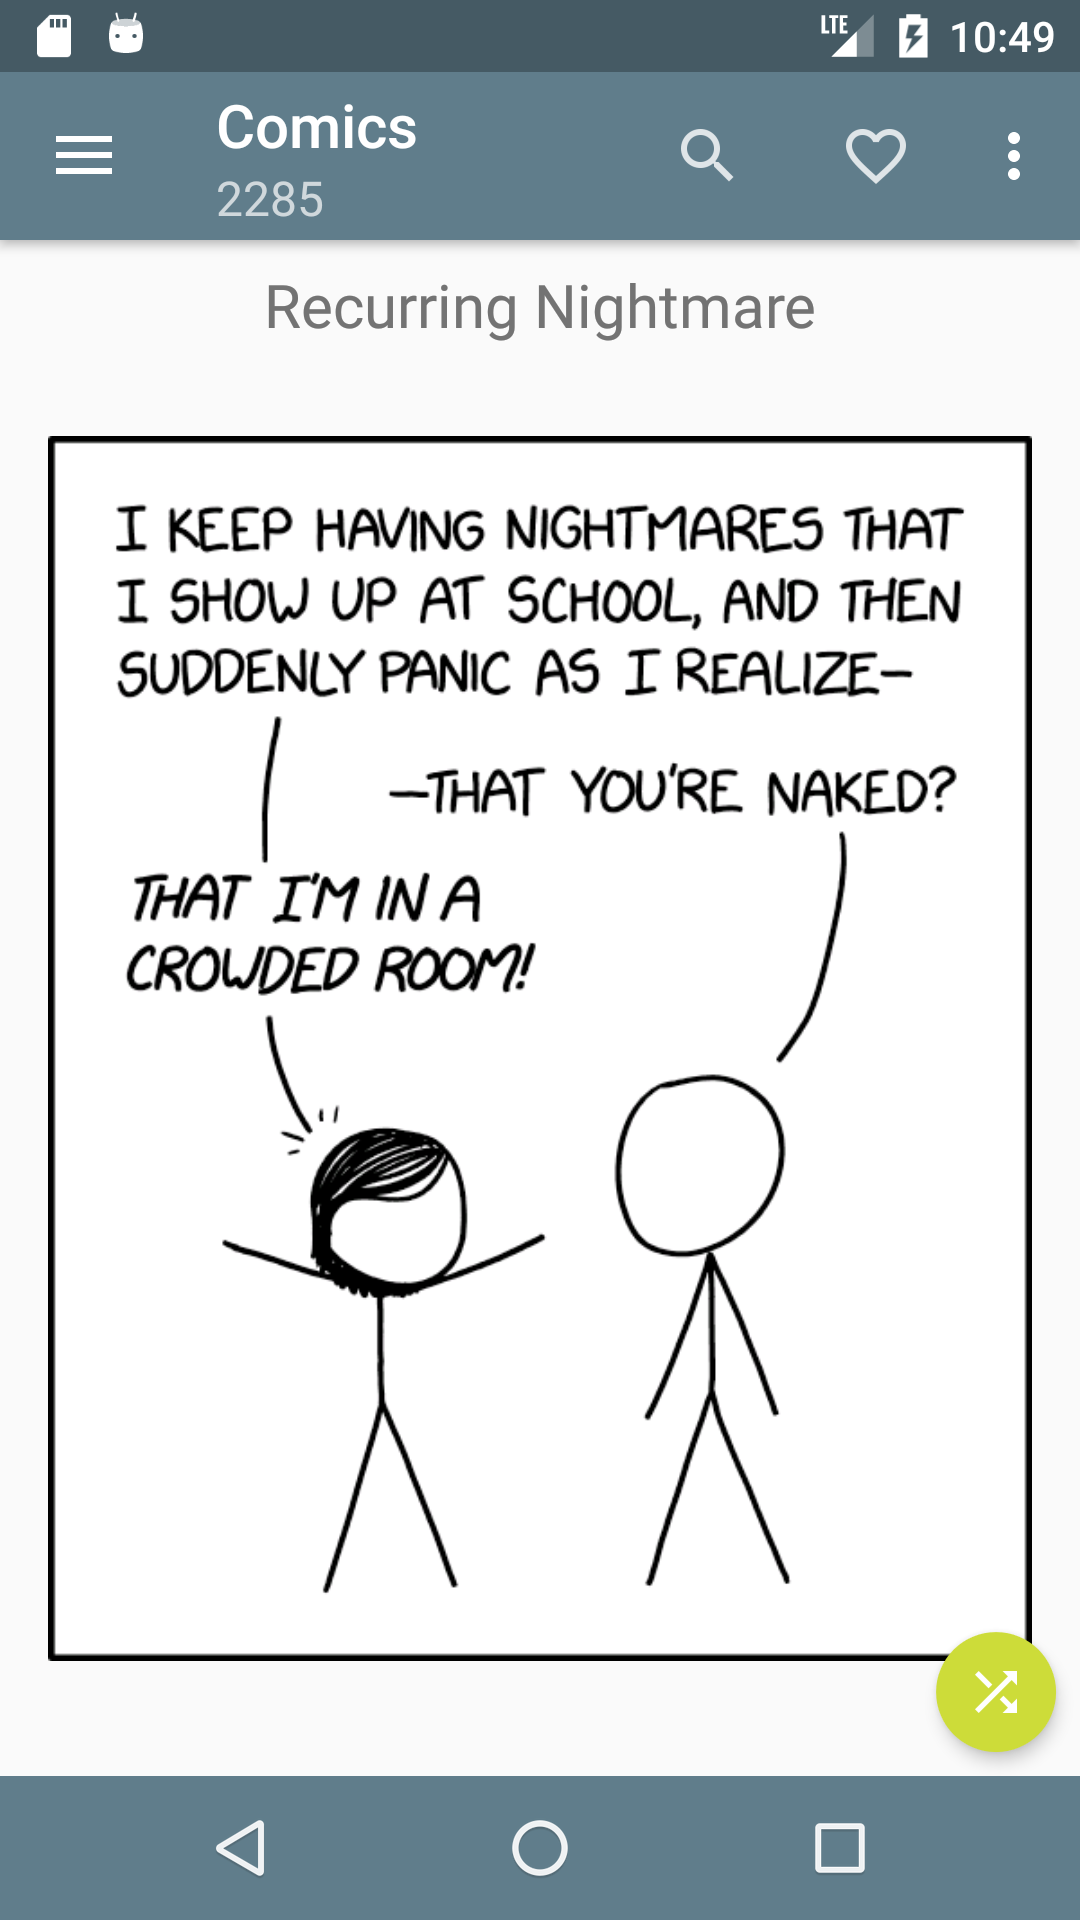 LTE 10:49
Comics
2285
Recurring Nightmare
I KEEP HAVING NIGHTMARES THAT
I SHOW UP AT SCHOOL, AND THEN
SUDDENLY PANIC AS I REALIZE—
—THAT YOU'RE NAKED?
THAT I'M IN A
CROWDED ROOM!